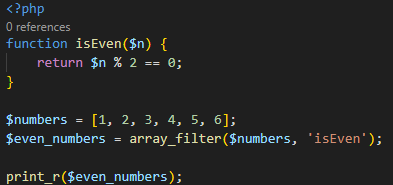 <?php
0 references
function isEven($n) {
    return $n % 2 == 0;
}

$numbers = [1, 2, 3, 4, 5, 6];
$even_numbers = array_filter($numbers, 'isEven');

print_r($even_numbers);